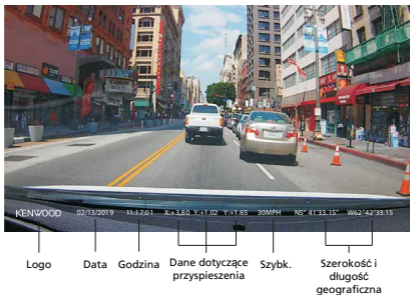 KENWOOD 02/13/2019 11:17:01 X:+3,80 Y:+1.02 Y:+1.65 30MPH N5° 41'33.15" W62°42'33.15
Logo Data Godzina Dane dotyczące przyspieszenia Szybk. Szerokość i długość geograficzna